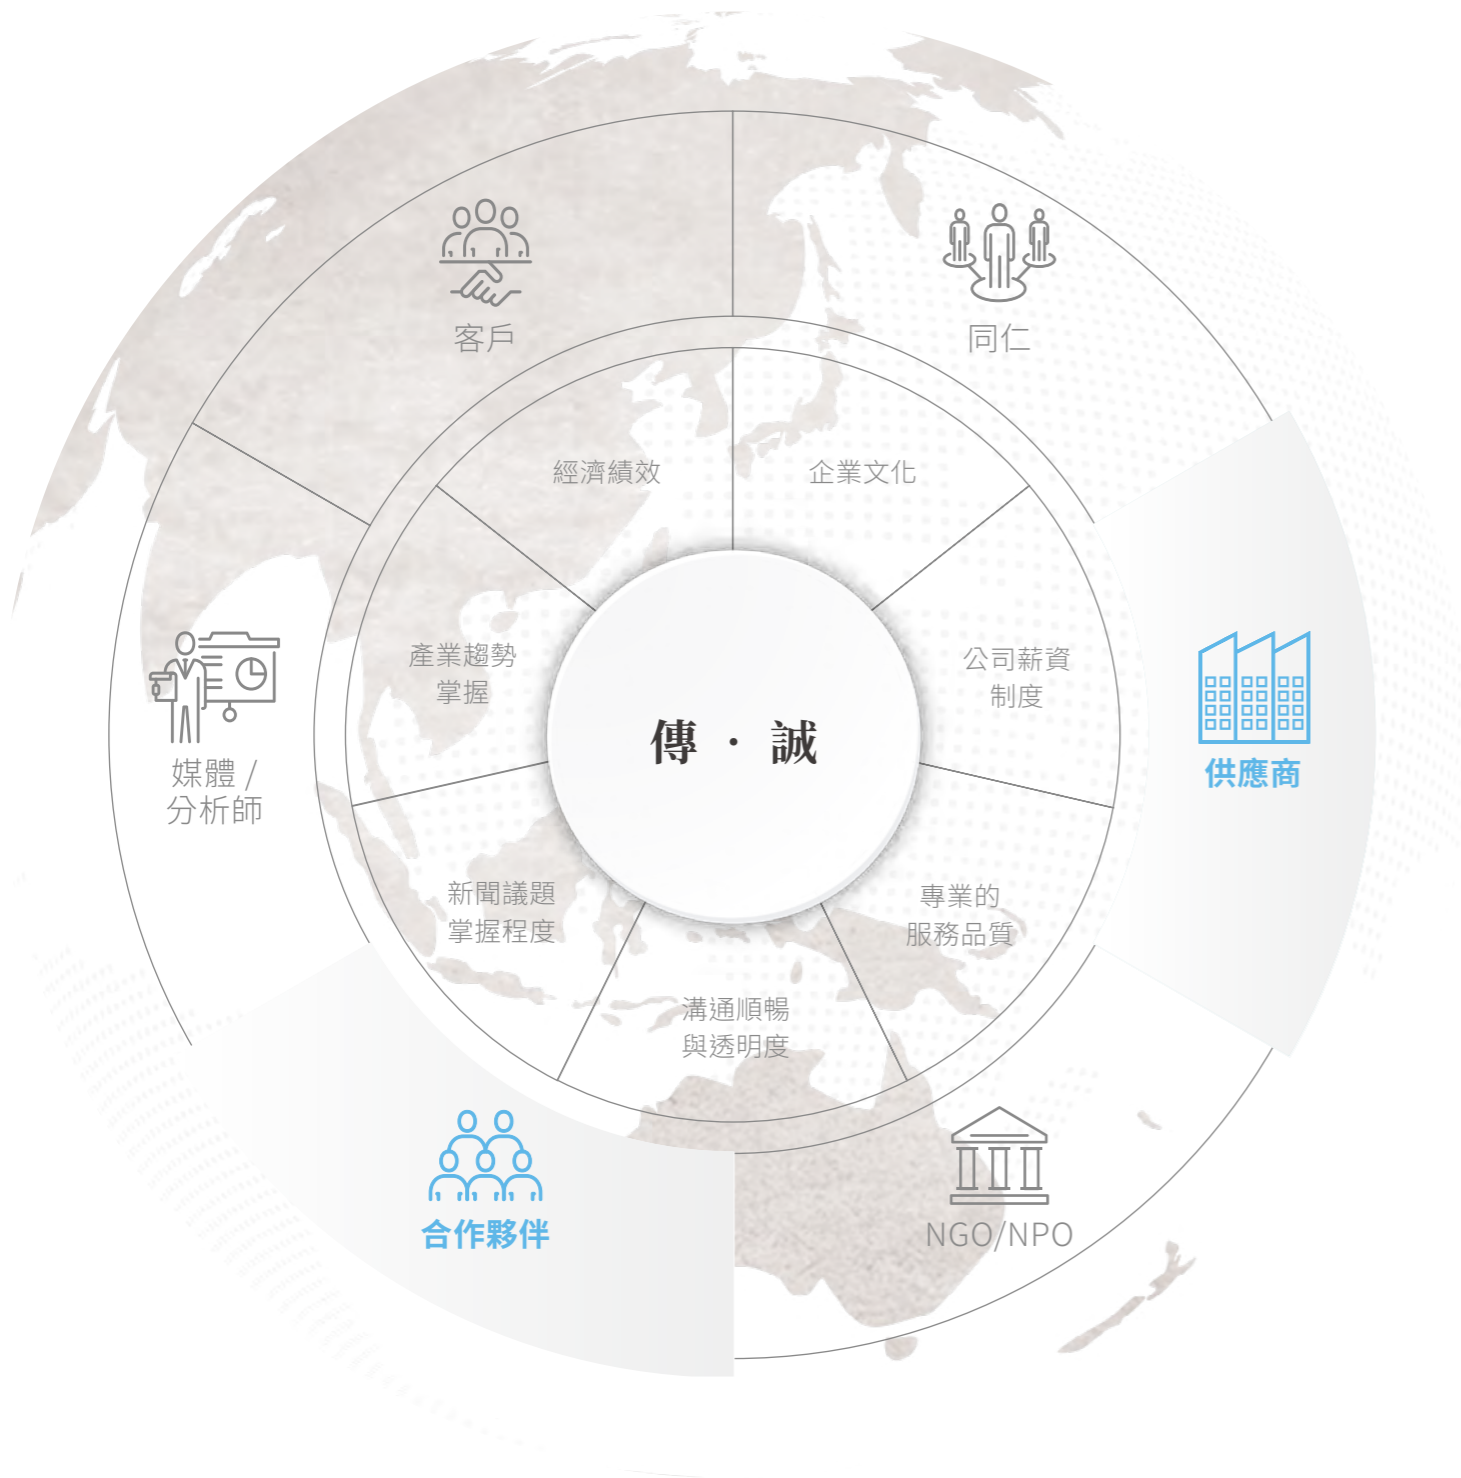 客戶
同仁
經濟績效
企業文化
產業趨勢
掌握
公司薪資
制度
傳 · 誠
媒體 /
分析師
供應商
新聞議題
掌握程度
專業的
服務品質
溝通順暢
與透明度
合作夥伴
NGO/NPO